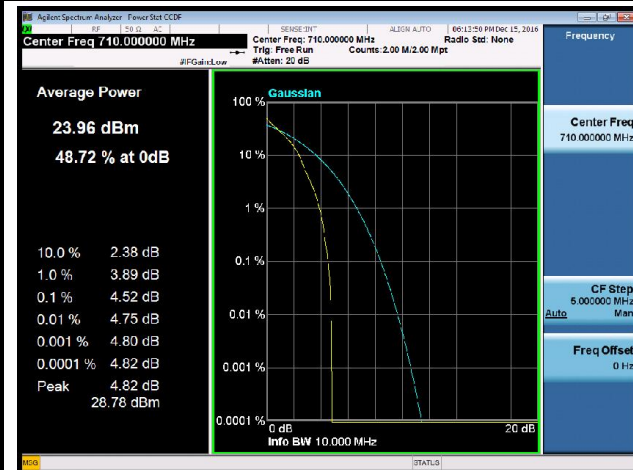 Agilent Spectrum Analyzer - Power Stat CCDF
RF 50 Ω AC SENSE:INT ALIGN AUTO 06:13:50 PM Dec 15, 2016
Center Freq 710.000000 MHz
Center Freq: 710.000000 MHz Radio Std: None
Trig: Free Run Counts:2.00 M/2.00 Mpt
#IFGain:Low #Atten: 20 dB
Frequency
Average Power
23.96 dBm
48.72 % at 0dB
10.0 % 2.38 dB
1.0 % 3.89 dB
0.1 % 4.52 dB
0.01 % 4.75 dB
0.001 % 4.80 dB
0.0001 % 4.82 dB
Peak 4.82 dB
28.78 dBm
Gaussian
100 %
10 %
1 %
0.1 %
0.01 %
0.001 %
0.0001 %
0 dB 20 dB
Info BW 10.000 MHz
Center Freq
710.000000 MHz
CF Step
5.000000 MHz
Auto Man
Freq Offset
0 Hz
MSG STATUS